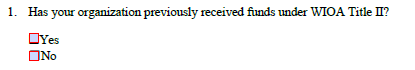 1. Has your organization previously received funds under WIOA Title II?
☐Yes
☐No